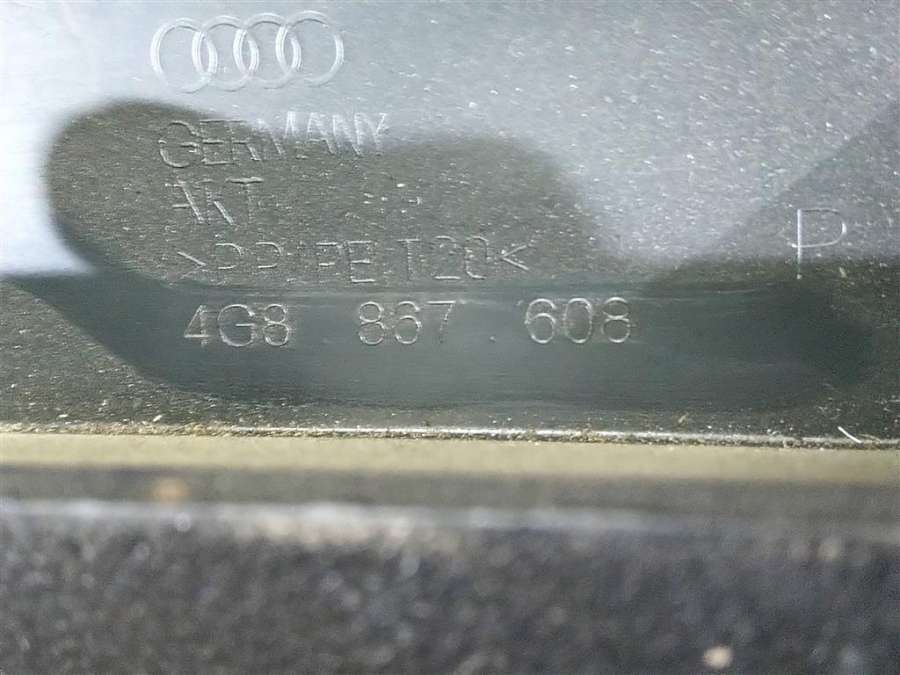 GERMANY
AKT
>PP/PE T20<
P
4G8 867 608